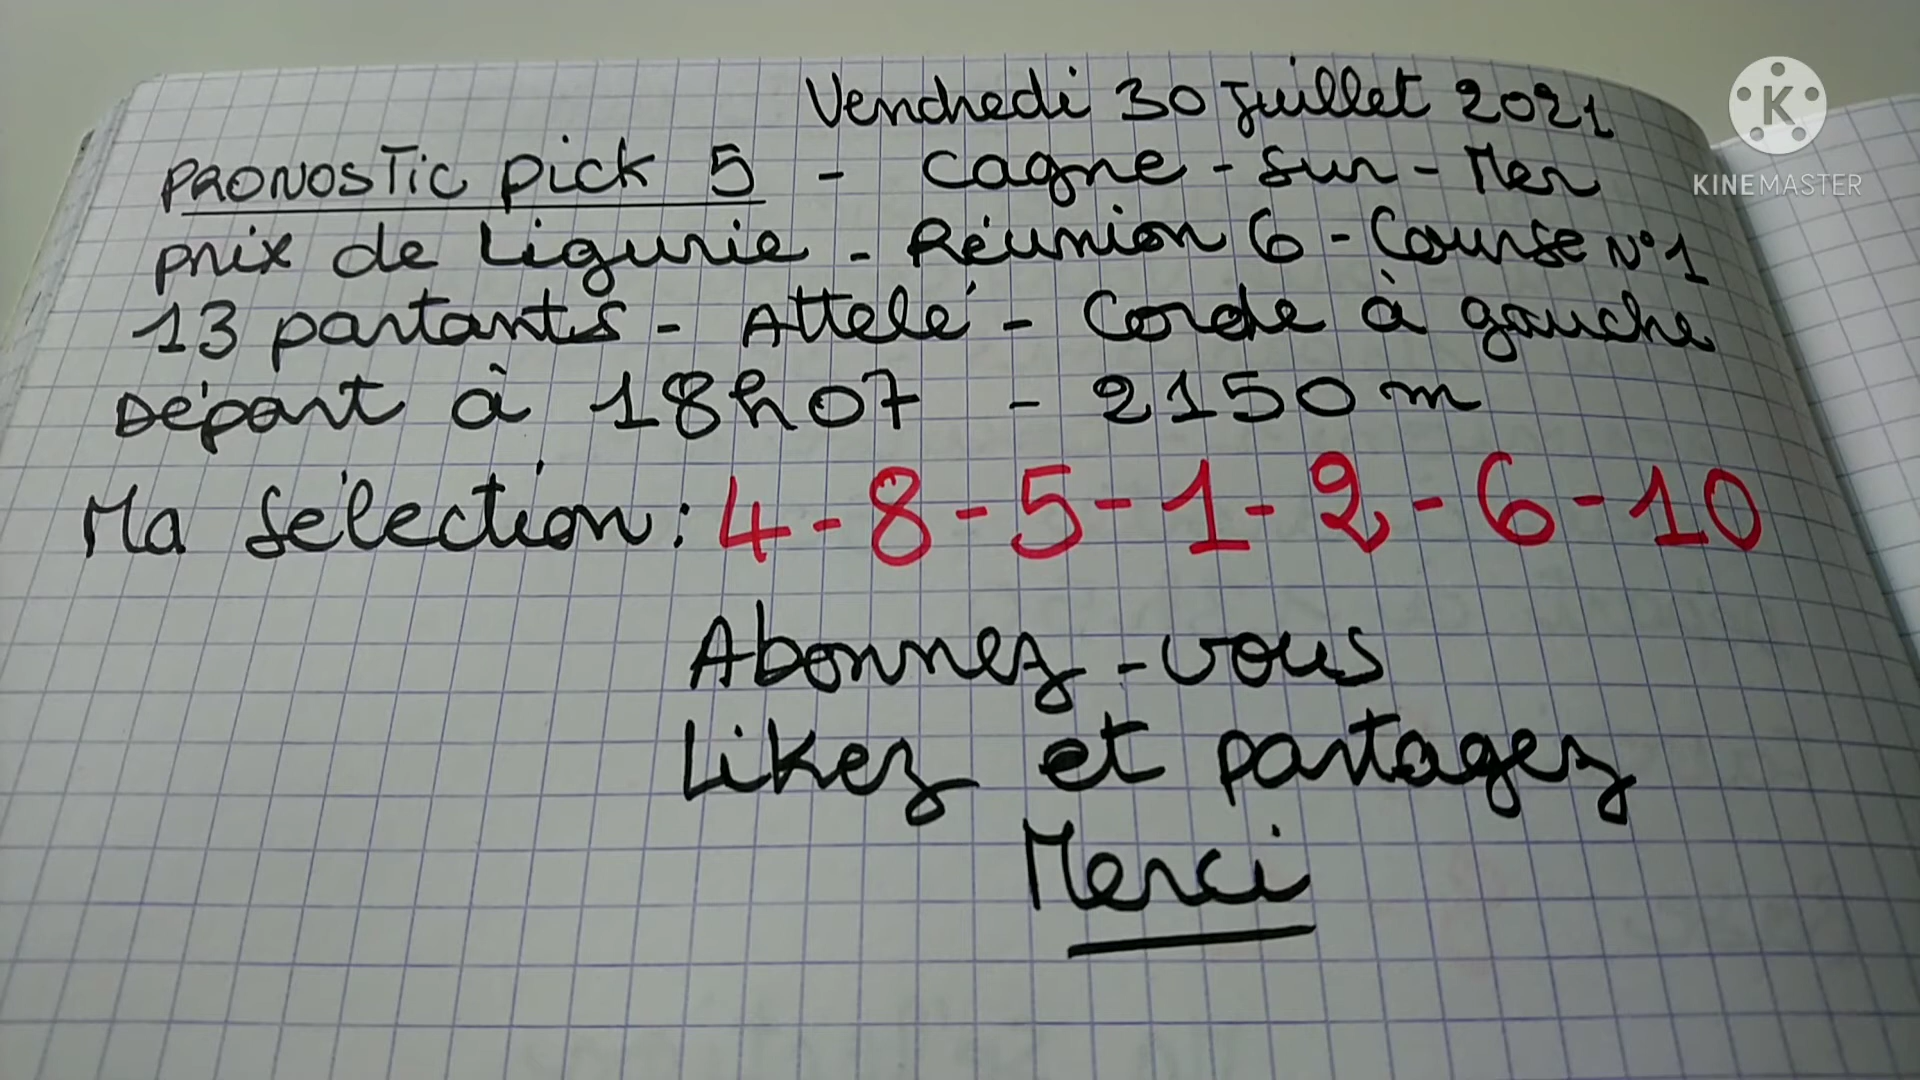 Vendredi 30 juillet 2021
PRONOSTIC PICK 5 - Cagne-sur-Mer
prix de Ligurie - Réunion 6 - Course N°1
13 partants - Attelé - Corde à gauche
Départ à 18h07 - 2150 m
Ma sélection : 4 - 8 - 5 - 1 - 2 - 6 - 10
Abonnez-vous
Likez et partagez
Merci
K
KINEMASTER